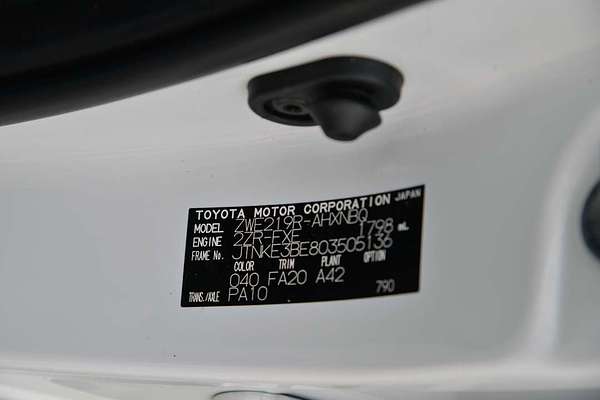 TOYOTA MOTOR CORPORATION JAPAN
MODEL ZWE219R-AHXNBQ
ENGINE 2ZR-FXE 1798 mL
FRAME No. JTNKE3BE803505136
COLOR TRIM PLANT OPTION
040 FA20 A42
TRANS./AXLE PA10 790